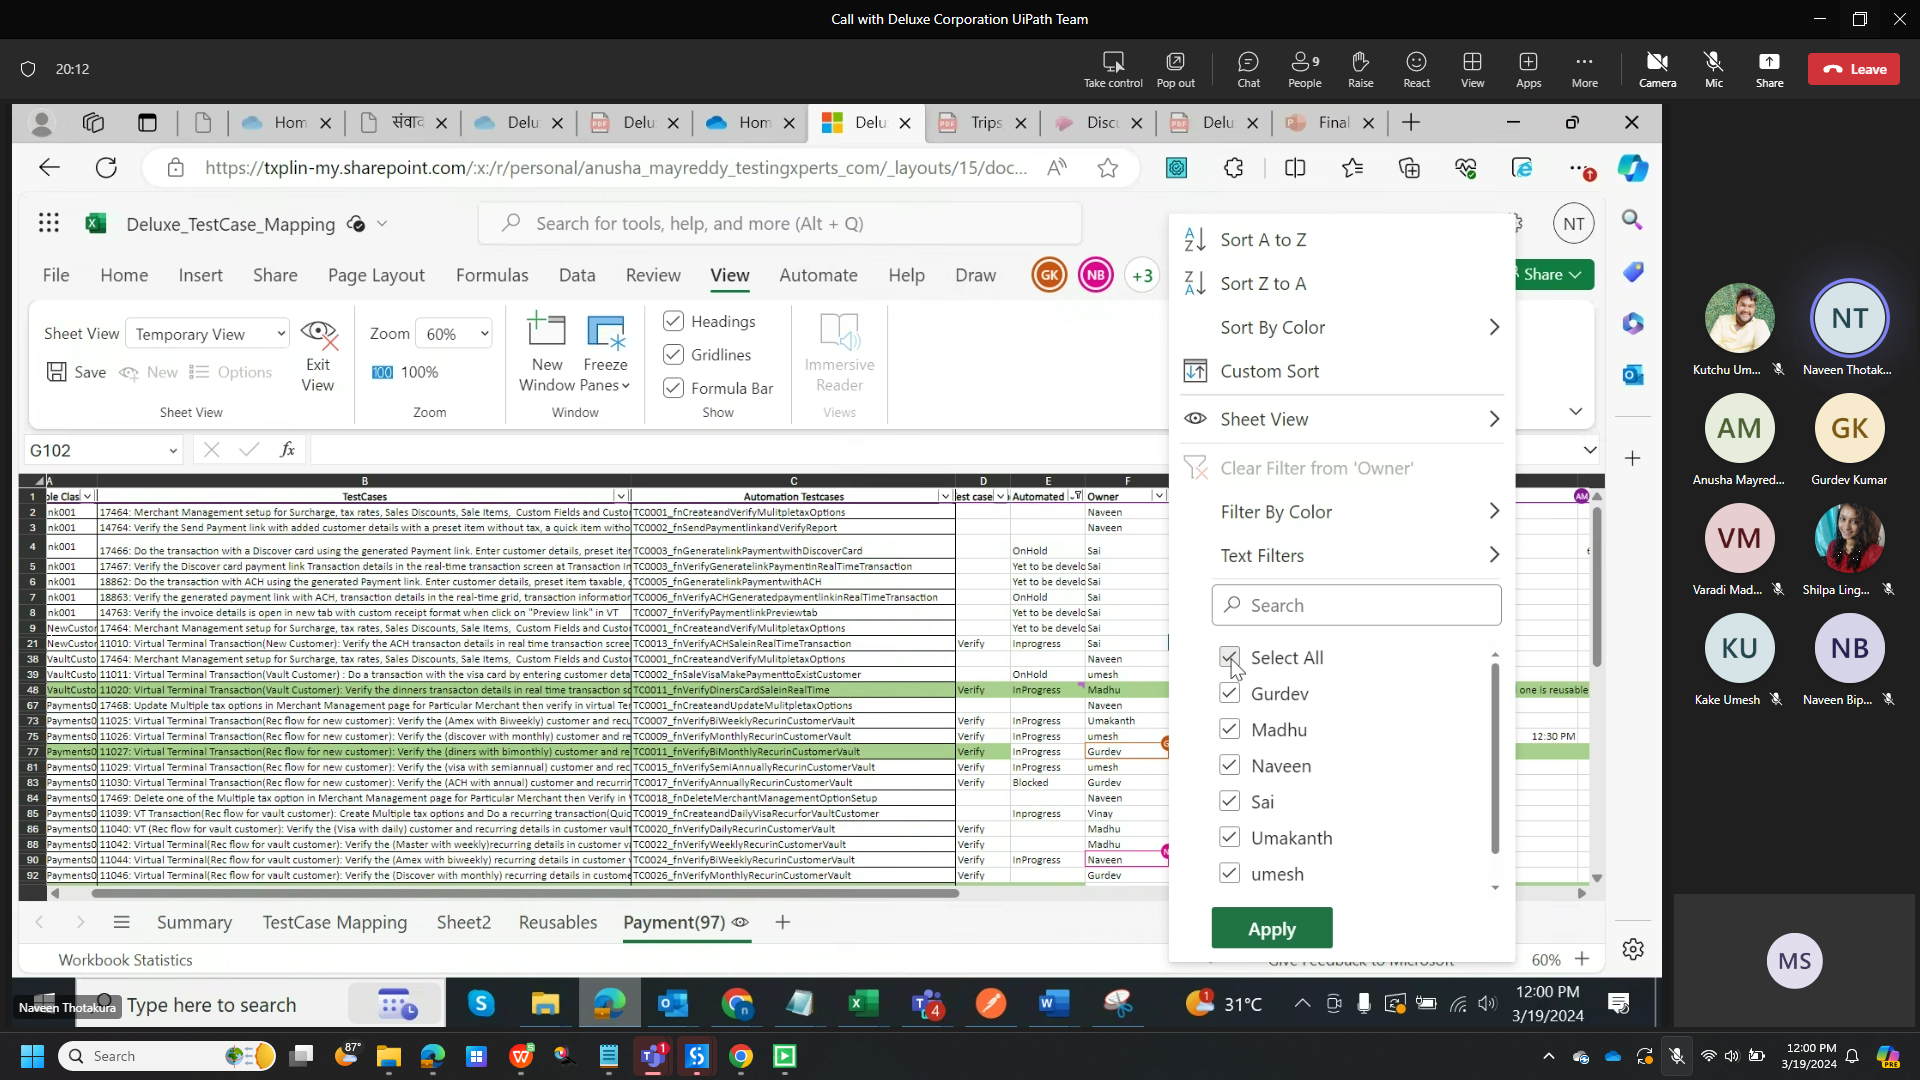 Call with Deluxe Corporation UiPath Team
20:12
Take control Pop out Chat People 9 Raise React View Apps More Camera Mic Share Leave
Hom संवाद Delu Delu Hom Delu Trips Discu Delu Final
https://txplin-my.sharepoint.com/:x:/r/personal/anusha_mayreddy_testingxperts_com/_layouts/15/doc...
Deluxe_TestCase_Mapping
Search for tools, help, and more (Alt + Q)
NT
File Home Insert Share Page Layout Formulas Data Review View Automate Help Draw GK NB +3 Share
Sheet View Temporary View
Save New Options
Exit View
Sheet View
Zoom 60%
100 100%
Zoom
New Window
Freeze Panes
Window
Headings
Gridlines
Formula Bar
Show
Immersive Reader
Views
G102 fx
A B C D E F
1 ble Clas TestCases Automation Testcases est case Automated Owner AM
2 nk001 17464: Merchant Management setup for Surcharge, tax rates, Sales Discounts, Sale Items, Custom Fields and Custo TC0001_fnCreateandVerifyMulitpletaxOptions Naveen
3 nk001 14764: Verify the Send Payment link with added customer details with a preset item without tax, a quick item witho TC0002_fnSendPaymentlinkandVerifyReport Naveen
4 nk001 17466: Do the transaction with a Discover card using the generated Payment link. Enter customer details, preset iter TC0003_fnGeneratelinkPaymentwithDiscoverCard OnHold Sai
5 nk001 17467: Verify the Discover card payment link Transaction details in the real-time transaction screen at Transaction In TC0003_fnVerifyGeneratelinkPaymentInRealTimeTransaction Yet to be develo Sai
6 nk001 18862: Do the transaction with ACH using the generated Payment link. Enter customer details, preset item taxable, q TC0005_fnGeneratelinkPaymentwithACH Yet to be develo Sai
7 nk001 18863: Verify the generated payment link with ACH, transaction details in the real-time grid, transaction informatior TC0006_fnVerifyACHGeneratedpaymentlinkinRealTimeTransaction OnHold Sai
8 nk001 14763: Verify the invoice details is open in new tab with custom receipt format when click on "Preview link" in VT TC0007_fnVerifyPaymentlinkPreviewtab Yet to be develo Sai
9 NewCustor 17464: Merchant Management setup for Surcharge, tax rates, Sales Discounts, Sale Items, Custom Fields and Custo TC0001_fnCreateandVerifyMulitpletaxOptions Yet to be develo Sai
21 NewCustor 11010: Virtual Terminal Transaction(New Customer): Verify the ACH transacton details in real time transaction scree TC0013_fnVerifyACHSaleinRealTimeTransaction Verify Inprogress Sai
38 VaultCusto 17464: Merchant Management setup for Surcharge, tax rates, Sales Discounts, Sale Items, Custom Fields and Custo TC0001_fnCreateandVerifyMulitpletaxOptions Naveen
39 VaultCusto 11011: Virtual Terminal Transaction(Vault Customer) : Do a transaction with the visa card by entering customer deta TC0002_fnSaleVisaMakePaymenttoExistCustomer OnHold umesh
48 VaultCusto 11020: Virtual Terminal Transaction(Vault Customer): Verify the dinners transacton details in real time transaction sc TC0011_fnVerifyDinersCardSaleinRealTime Verify InProgress Madhu one is reusable
67 PaymentsO 17468: Update Multiple tax options in Merchant Management page for Particular Merchant then verify in virtual Ter TC0001_fnCreateandUpdateMulitpletaxOptions Naveen
73 PaymentsO 11025: Virtual Terminal Transaction(Rec flow for new customer): Verify the (Amex with Biweekly) customer and recu TC0007_fnVerifyBiWeeklyRecurinCustomerVault Verify InProgress Umakanth
75 PaymentsO 11026: Virtual Terminal Transaction(Rec flow for new customer): Verify the (discover with monthly) customer and re TC0009_fnVerifyMonthlyRecurinCustomerVault Verify InProgress umesh 12:30 PM
77 PaymentsO 11027: Virtual Terminal Transaction(Rec flow for new customer): Verify the (diners with bimonthly) customer and re TC0011_fnVerifyBiMonthlyRecurinCustomerVault Verify InProgress Gurdev
81 PaymentsO 11029: Virtual Terminal Transaction(Rec flow for new customer): Verify the (visa with semiannual) customer and rec TC0015_fnVerifySemiAnnuallyRecurinCustomerVault Verify InProgress umesh
83 PaymentsO 11030: Virtual Terminal Transaction(Rec flow for new customer): Verify the (ACH with annual) customer and recurrir TC0017_fnVerifyAnnuallyRecurinCustomerVault Verify Blocked Gurdev
84 PaymentsO 17469: Delete one of the Multiple tax option in Merchant Management page for Particular Merchant then Verify in TC0018_fnDeleteMerchantManagementOptionSetup Naveen
85 PaymentsO 11039: VT Transaction(Rec flow for vault customer): Create Multiple tax options and Do a recurring transaction(Quic TC0019_fnCreateandDailyVisaRecurforVaultCustomer Inprogress Vinay
86 PaymentsO 11040: VT (Rec flow for vault customer): Verify the (Visa with daily) customer and recurring details in customer vaul TC0020_fnVerifyDailyRecurinCustomerVault Verify Madhu
88 PaymentsO 11042: Virtual Terminal(Rec flow for vault customer): Verify the (Master with weekly)recurring details in customer va TC0022_fnVerifyWeeklyRecurinCustomerVault Verify Madhu
90 PaymentsO 11044: Virtual Terminal(Rec flow for vault customer): Verify the (Amex with biweekly) recurring details in customer TC0024_fnVerifyBiWeeklyRecurinCustomerVault Verify InProgress Naveen
92 PaymentsO 11046: Virtual Terminal(Rec flow for vault customer): Verify the (Discover with monthly) recurring details in custome TC0026_fnVerifyMonthlyRecurinCustomerVault Verify Gurdev
Summary TestCase Mapping Sheet2 Reusables Payment(97)
Workbook Statistics Give Feedback to Microsoft 60%
Sort A to Z
Sort Z to A
Sort By Color
Custom Sort
Sheet View
Clear Filter from 'Owner'
Filter By Color
Text Filters
Search
Select All
Gurdev
Madhu
Naveen
Sai
Umakanth
umesh
Apply
NT
Kutchu Um... Naveen Thotak...
AM GK
Anusha Mayred... Gurdev Kumar
VM
Varadi Mad... Shilpa Ling...
KU NB
Kake Umesh Naveen Bip...
MS
Naveen Thotakura
Type here to search
31°C
12:00 PM
3/19/2024
Search
87°
12:00 PM
3/19/2024